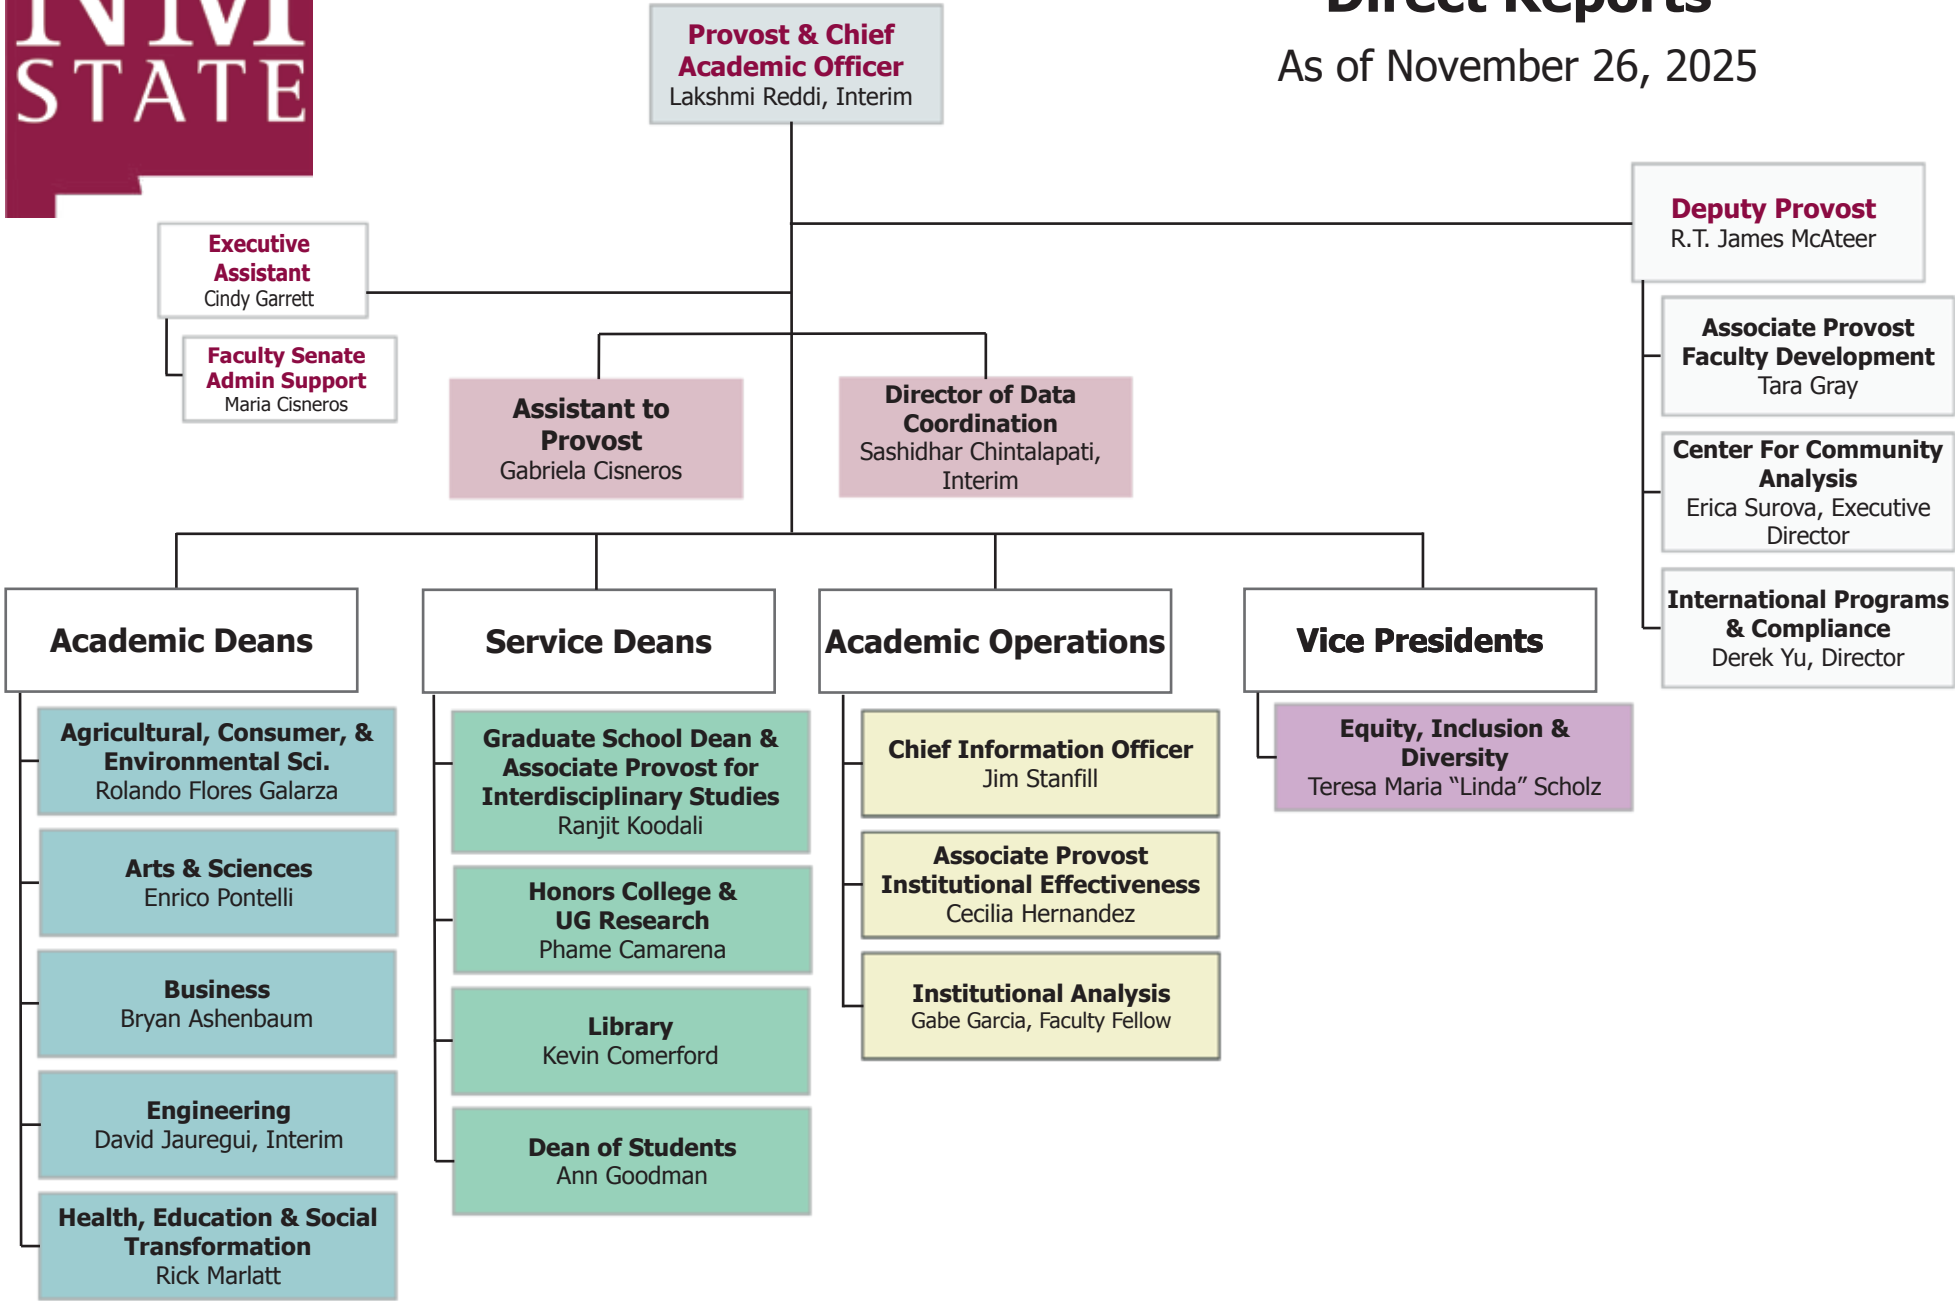 NM
STATE
Direct Reports
As of November 26, 2025
Provost & Chief
Academic Officer
Lakshmi Reddi, Interim
Deputy Provost
R.T. James McAteer
Executive
Assistant
Cindy Garrett
Faculty Senate
Admin Support
Maria Cisneros
Assistant to
Provost
Gabriela Cisneros
Director of Data
Coordination
Sashidhar Chintalapati,
Interim
Associate Provost
Faculty Development
Tara Gray
Center For Community
Analysis
Erica Surova, Executive
Director
International Programs
& Compliance
Derek Yu, Director
Academic Deans
Agricultural, Consumer, &
Environmental Sci.
Rolando Flores Galarza
Arts & Sciences
Enrico Pontelli
Business
Bryan Ashenbaum
Engineering
David Jauregui, Interim
Health, Education & Social
Transformation
Rick Marlatt
Service Deans
Graduate School Dean &
Associate Provost for
Interdisciplinary Studies
Ranjit Koodali
Honors College &
UG Research
Phame Camarena
Library
Kevin Comerford
Dean of Students
Ann Goodman
Academic Operations
Chief Information Officer
Jim Stanfill
Associate Provost
Institutional Effectiveness
Cecilia Hernandez
Institutional Analysis
Gabe Garcia, Faculty Fellow
Vice Presidents
Equity, Inclusion &
Diversity
Teresa Maria “Linda” Scholz